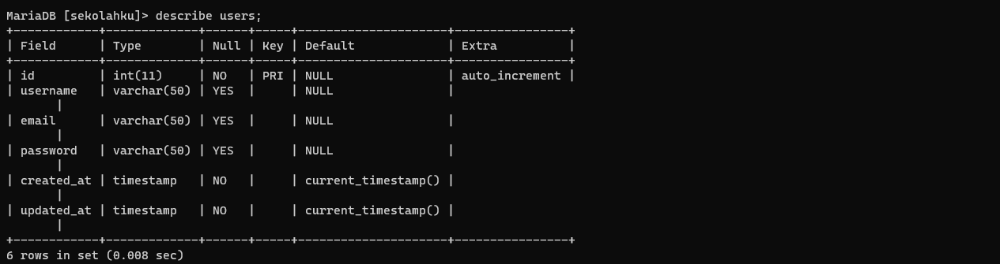 MariaDB [sekolahku]> describe users;
+------------+-------------+------+-----+---------------------+----------------+
| Field      | Type        | Null | Key | Default             | Extra          |
+------------+-------------+------+-----+---------------------+----------------+
| id         | int(11)     | NO   | PRI | NULL                | auto_increment |
| username   | varchar(50) | YES  |     | NULL                |
       |
| email      | varchar(50) | YES  |     | NULL                |
       |
| password   | varchar(50) | YES  |     | NULL                |
       |
| created_at | timestamp   | NO   |     | current_timestamp() |
       |
| updated_at | timestamp   | NO   |     | current_timestamp() |
       |
+------------+-------------+------+-----+---------------------+----------------+
6 rows in set (0.008 sec)